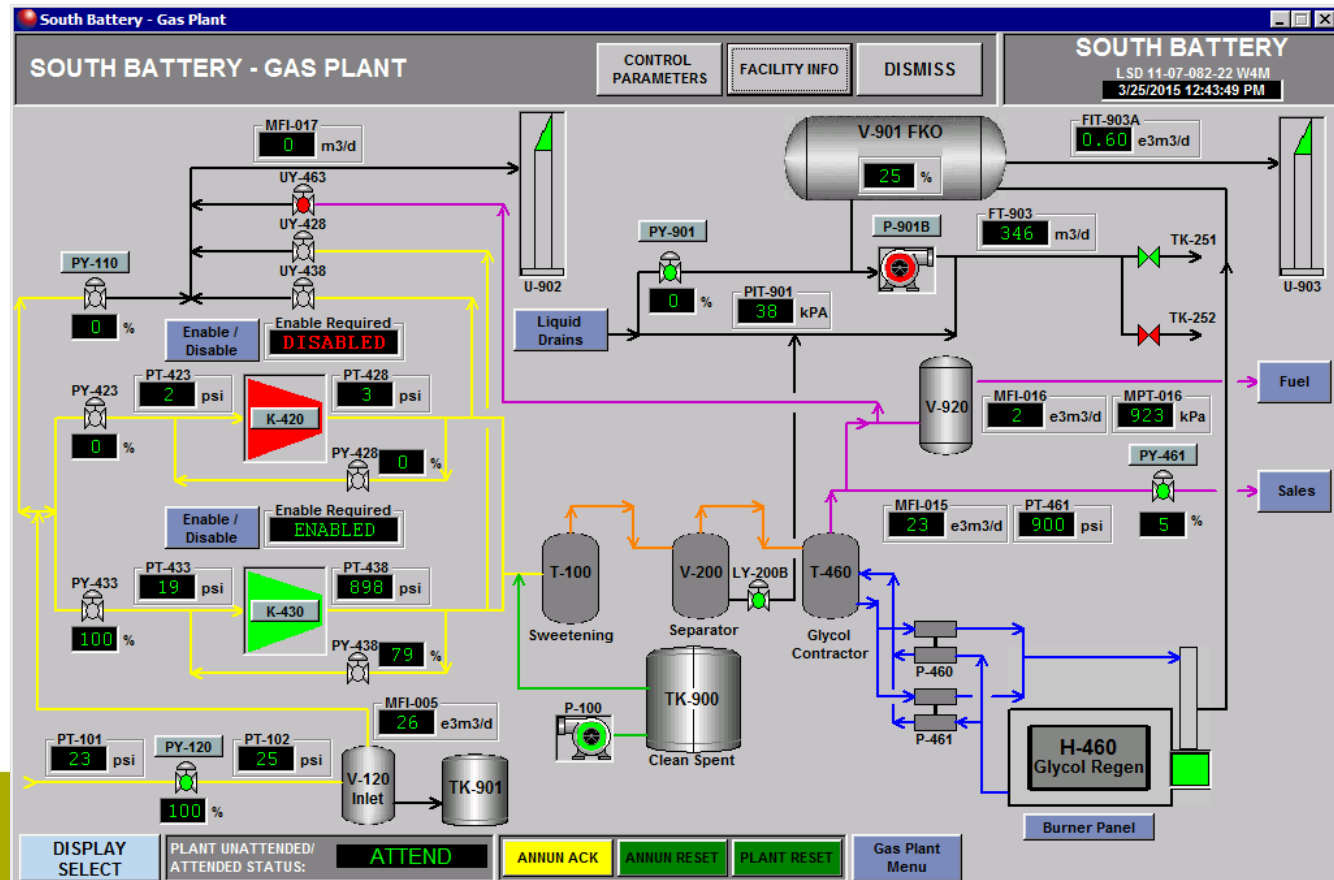 South Battery - Gas Plant
SOUTH BATTERY - GAS PLANT
CONTROL
PARAMETERS
FACILITY INFO
DISMISS
SOUTH BATTERY
LSD 11-07-082-22 W4M
3/25/2015 12:43:49 PM
MFI-017
0 m3/d
UY-463
UY-428
UY-438
U-902
PY-110
0 %
Enable /
Disable
Enable Required
DISABLED
V-901 FKO
25 %
FIT-903A
0.60 e3m3/d
U-903
PY-901
0 %
P-901B
FT-903
346 m3/d
TK-251
TK-252
PIT-901
38 kPA
Liquid
Drains
PY-423
0 %
PT-423
2 psi
K-420
PT-428
3 psi
PY-428
0 %
V-920
MFI-016
2 e3m3/d
MPT-016
923 kPa
Fuel
PY-461
5 %
Sales
MFI-015
23 e3m3/d
PT-461
900 psi
Enable /
Disable
Enable Required
ENABLED
PY-433
100 %
PT-433
19 psi
K-430
PT-438
898 psi
PY-438
79 %
T-100
Sweetening
V-200
Separator
LY-200B
T-460
Glycol
Contractor
P-460
P-461
TK-900
Clean Spent
P-100
H-460
Glycol Regen
Burner Panel
MFI-005
26 e3m3/d
PT-101
23 psi
PY-120
100 %
PT-102
25 psi
V-120
Inlet
TK-901
DISPLAY
SELECT
PLANT UNATTENDED/
ATTENDED STATUS:
ATTEND
ANNUN ACK
ANNUN RESET
PLANT RESET
Gas Plant
Menu